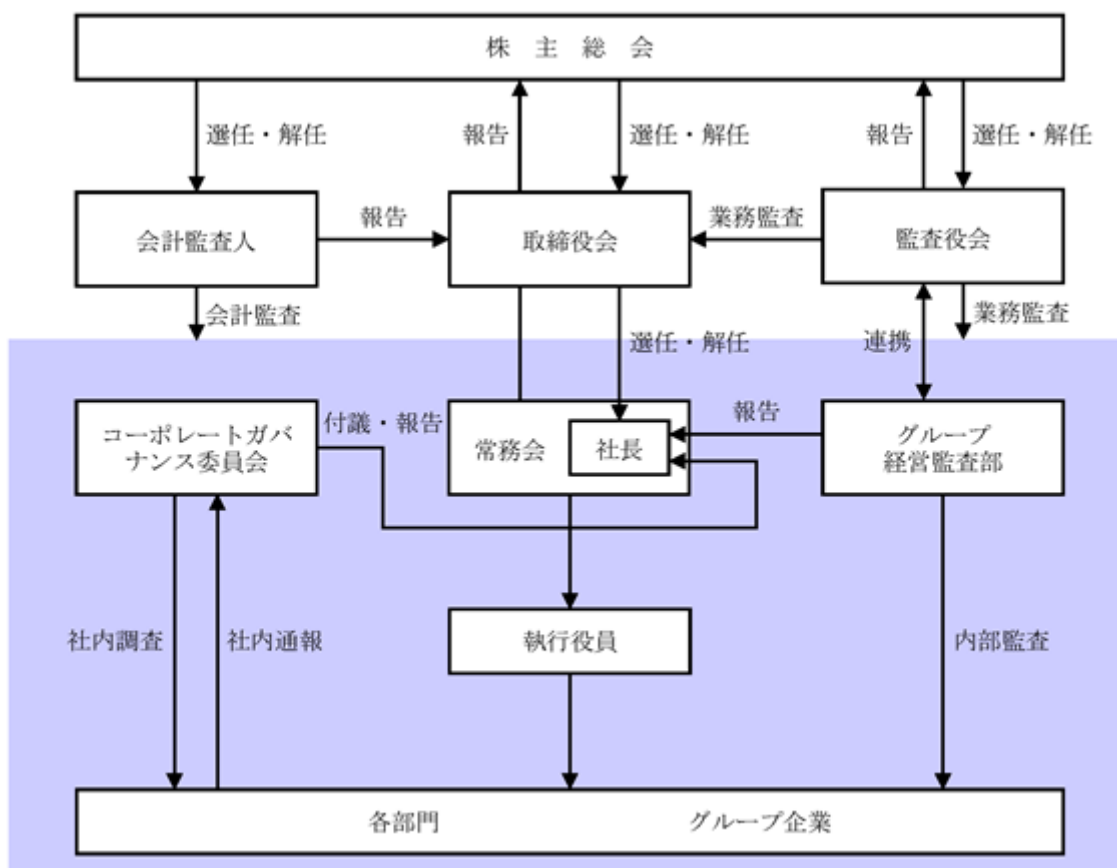 株　主　総　会
選任・解任
報告
選任・解任
報告
選任・解任
会計監査人
報告
取締役会
業務監査
監査役会
会計監査
選任・解任
連携
業務監査
コーポレートガバ
ナンス委員会
付議・報告
常務会
社長
報告
グループ
経営監査部
社内調査
社内通報
執行役員
内部監査
各部門
グループ企業